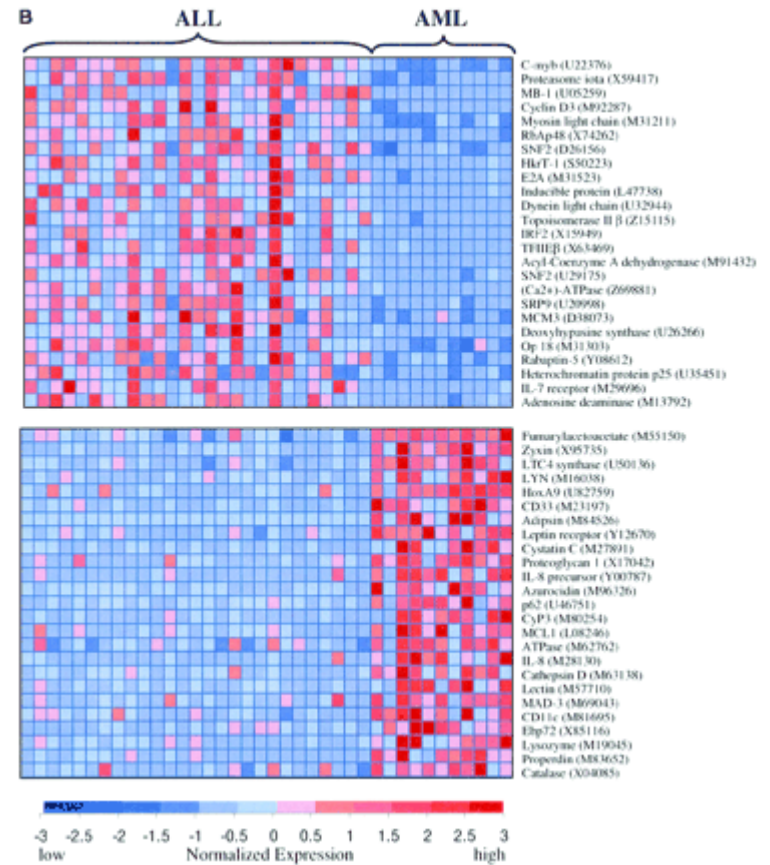 B
ALL
AML
C-myb (U22376)
Proteasome iota (X59417)
MB-1 (U05259)
Cyclin D3 (M92287)
Myosin light chain (M31211)
RbAp48 (X74262)
SNF2 (D26156)
HkrT-1 (S50223)
E2A (M31523)
Inducible protein (L47738)
Dynein light chain (U32944)
Topoisomerase II β (Z15115)
IRF2 (X15949)
TFIIEβ (X63469)
Acyl-Coenzyme A dehydrogenase (M91432)
SNF2 (U29175)
(Ca2+)-ATPase (Z69881)
SRP9 (U20998)
MCM3 (D38073)
Deoxyhypusine synthase (U26266)
Op 18 (M31303)
Rabaptin-5 (Y08612)
Heterochromatin protein p25 (U35451)
IL-7 receptor (M29696)
Adenosine deaminase (M13792)
Fumarylacetoacetate (M55150)
Zyxin (X95735)
LTC4 synthase (U50136)
LYN (M16038)
HoxA9 (U82759)
CD33 (M23197)
Adipsin (M84526)
Leptin receptor (Y12670)
Cystatin C (M27891)
Proteoglycan 1 (X17042)
IL-8 precursor (Y00787)
Azurocidin (M96326)
p62 (U46751)
CyP3 (M80254)
MCL1 (L08246)
ATPase (M62762)
IL-8 (M28130)
Cathepsin D (M63138)
Lectin (M57710)
MAD-3 (M69043)
CD11c (M81695)
Ebp72 (X85116)
Lysozyme (M19045)
Properdin (M83652)
Catalase (X04085)
-3 -2.5 -2 -1.5 -1 -0.5 0 0.5 1 1.5 2 2.5 3
low Normalized Expression high